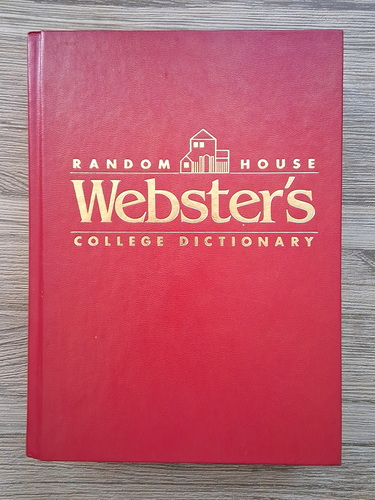 RANDOM HOUSE
Webster's
COLLEGE DICTIONARY